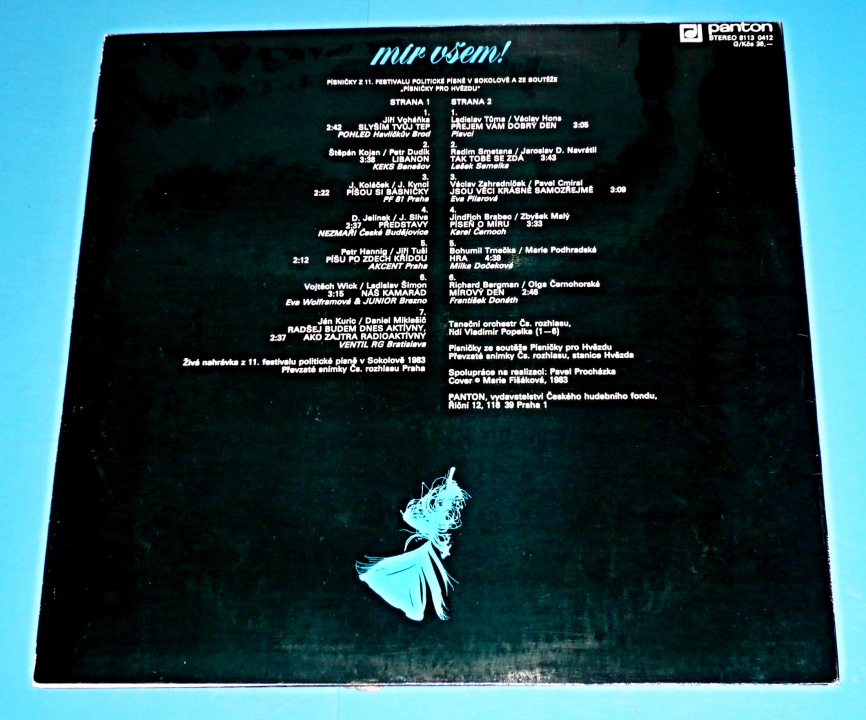 mír všem!
panton
STEREO 8113 0412
G/Kčs 36,—
PÍSNIČKY Z 11. FESTIVALU POLITICKÉ PÍSNĚ V SOKOLOVĚ A ZE SOUTĚŽE
„PÍSNIČKY PRO HVĚZDU“
STRANA 1
1.
Jiří Voháňka
2:42 SLYŠÍM TVŮJ TEP
POHLED Havlíčkův Brod
2.
Štěpán Kojan / Petr Dudík
3:38 LIBANON
KEKS Benešov
3.
J. Koláček / J. Kyncl
2:22 PÍŠOU SI BÁSNIČKY
PF 81 Praha
4.
D. Jelínek / J. Slíva
2:37 PŘEDSTAVY
NEZMAŘI České Budějovice
5.
Petr Hannig / Jiří Tušl
2:12 PÍŠU PO ZDECH KŘÍDOU
AKCENT Praha
6.
Vojtěch Wick / Ladislav Šimon
3:15 NÁŠ KAMARÁD
Eva Wolframová & JUNIOR Brezno
7.
Ján Kuric / Daniel Mikletič
RADŠEJ BUDEM DNES AKTÍVNY,
2:37 AKO ZAJTRA RADIOAKTÍVNY
VENTIL RG Bratislava
Živá nahrávka z 11. festivalu politické písně v Sokolově 1983
Převzaté snímky Čs. rozhlasu Praha
STRANA 2
1.
Ladislav Tůma / Václav Hons
PŘEJEM VÁM DOBRÝ DEN 3:05
Plavci
2.
Radim Smetana / Jaroslav D. Navrátil
TAK TOBĚ SE ZDÁ 3:43
Lešek Semelka
3.
Václav Zahradníček / Pavel Cmíral
JSOU VĚCI KRÁSNÉ SAMOZŘEJMĚ 3:09
Eva Pilarová
4.
Jindřich Brabec / Zbyšek Malý
PÍSEŇ O MÍRU 3:33
Karel Černoch
5.
Bohumil Trnečka / Marie Podhradská
HRA 4:39
Milka Dočekové
6.
Richard Bergman / Olga Černohorská
MÍROVÝ DEN 2:46
František Donáth
Taneční orchestr Čs. rozhlasu,
řídí Vladimír Popelka (1—6)
Písničky ze soutěže Písničky pro Hvězdu
Převzaté snímky Čs. rozhlasu, stanice Hvězda
Spolupráce na realizaci: Pavel Procházka
Cover © Marie Fišáková, 1983
PANTON, vydavatelství Českého hudebního fondu,
Říční 12, 118 39 Praha 1